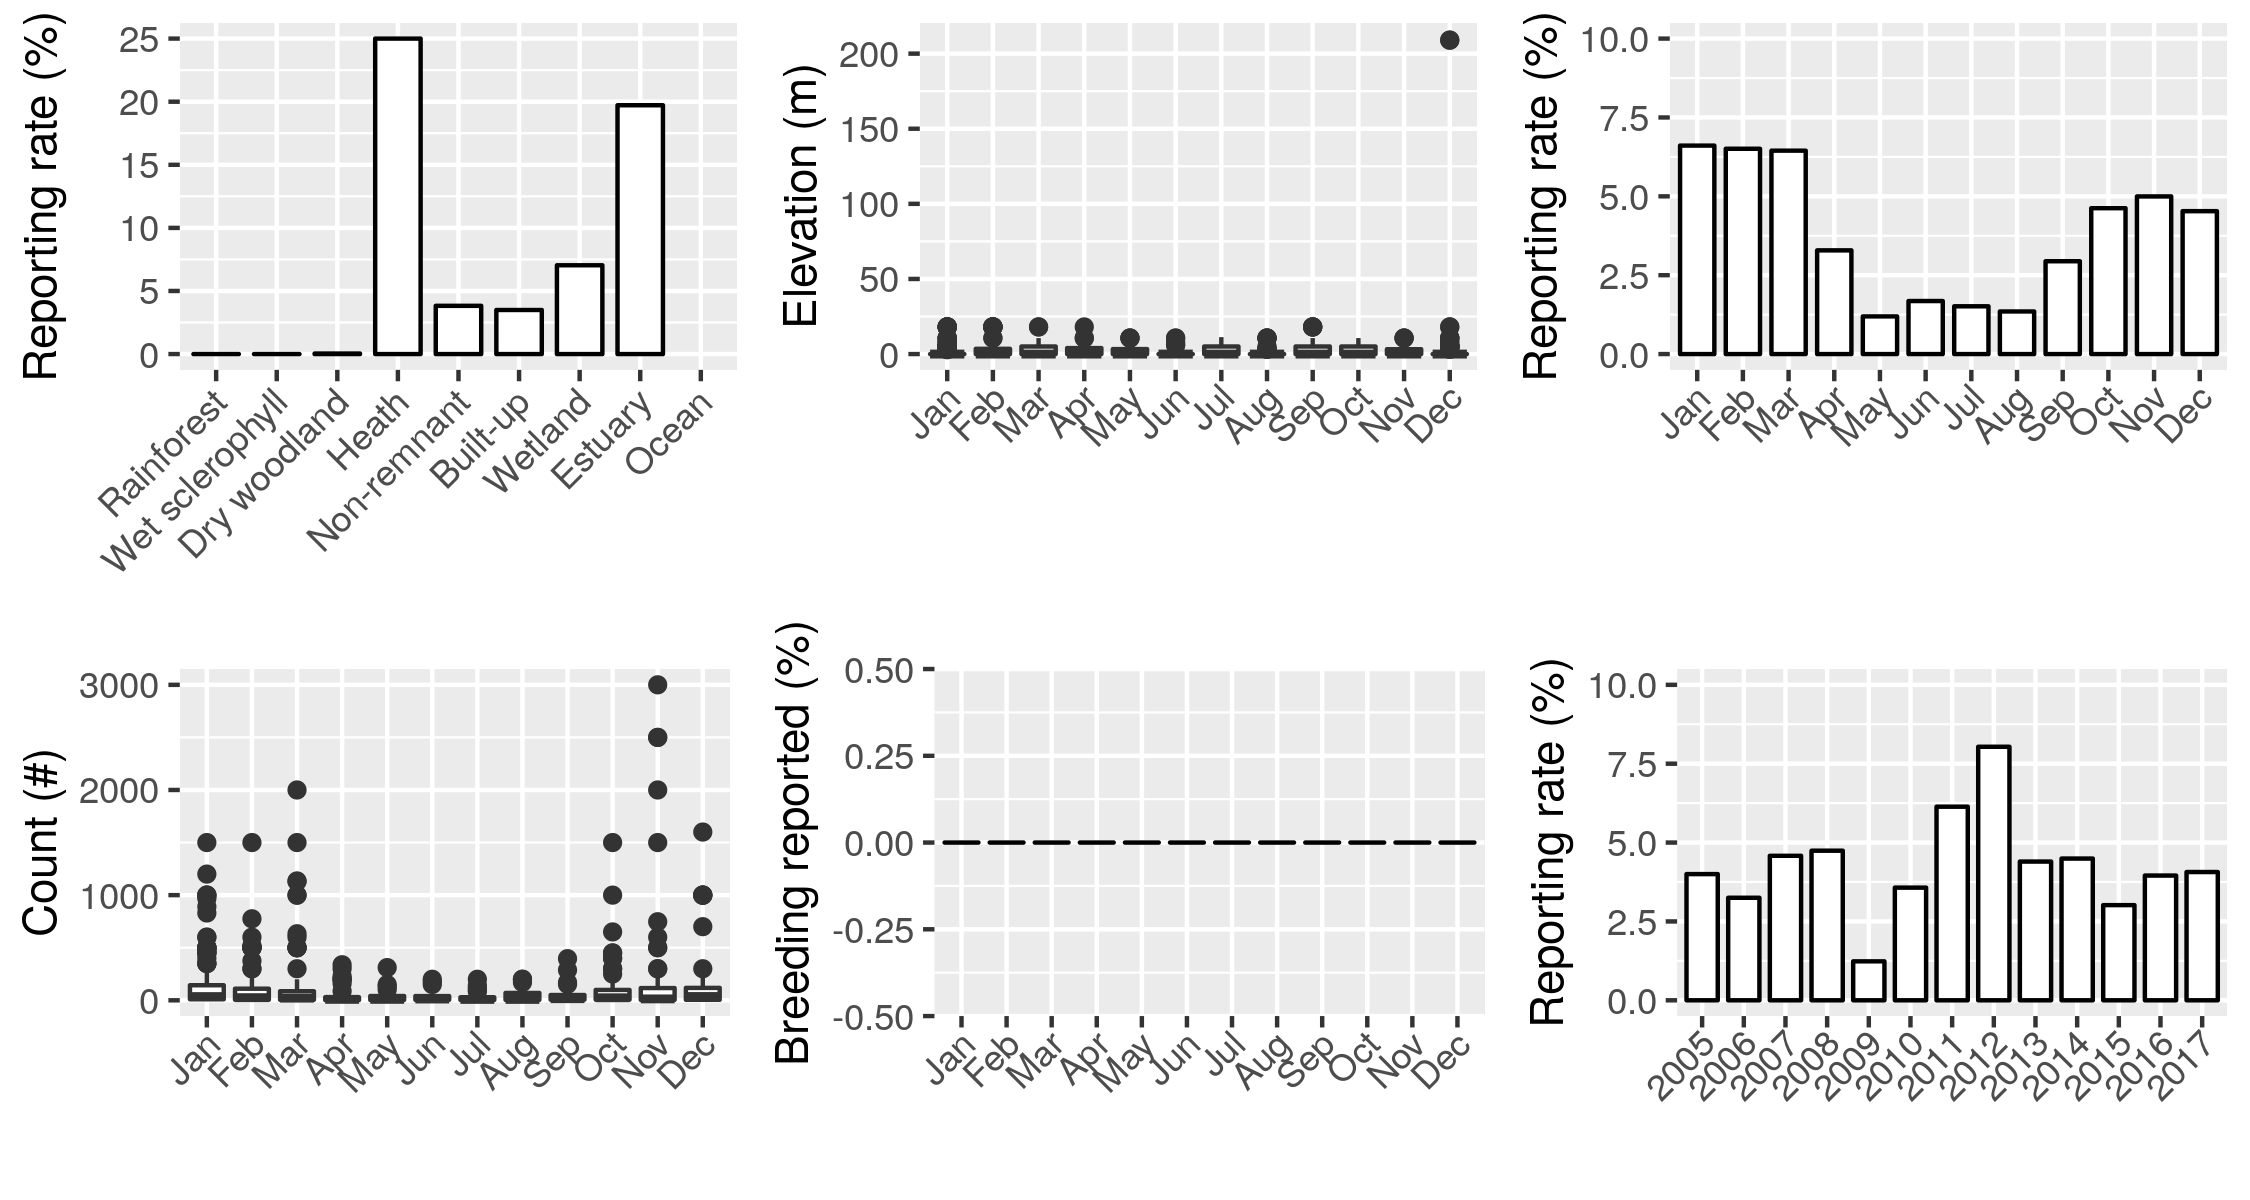 Reporting rate (%)
25
20
15
10
5
0
Rainforest
Wet sclerophyll
Dry woodland
Heath
Non-remnant
Built-up
Wetland
Estuary
Ocean
Elevation (m)
200
150
100
50
0
Jan
Feb
Mar
Apr
May
Jun
Jul
Aug
Sep
Oct
Nov
Dec
Reporting rate (%)
10.0
7.5
5.0
2.5
0.0
Jan
Feb
Mar
Apr
May
Jun
Jul
Aug
Sep
Oct
Nov
Dec
Count (#)
3000
2000
1000
0
Jan
Feb
Mar
Apr
May
Jun
Jul
Aug
Sep
Oct
Nov
Dec
Breeding reported (%)
0.50
0.25
0.00
-0.25
-0.50
Jan
Feb
Mar
Apr
May
Jun
Jul
Aug
Sep
Oct
Nov
Dec
Reporting rate (%)
10.0
7.5
5.0
2.5
0.0
2005
2006
2007
2008
2009
2010
2011
2012
2013
2014
2015
2016
2017